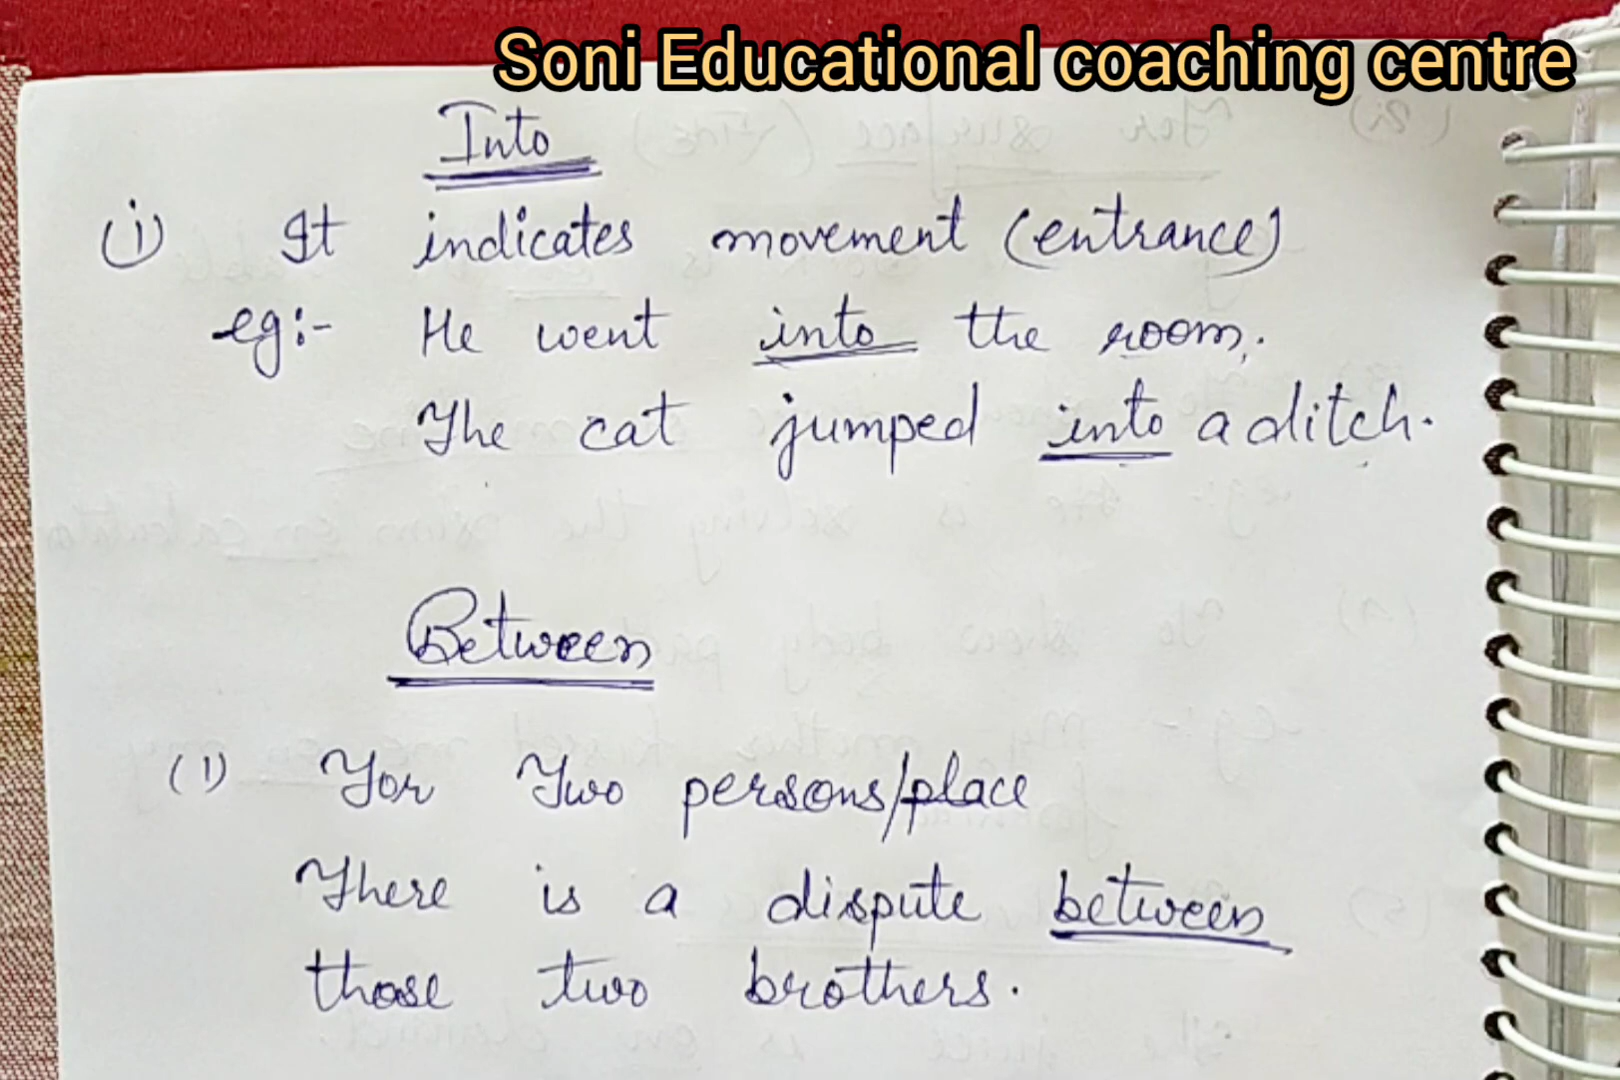 Soni Educational coaching centre
Into
(i) It indicates movement (entrance)
eg:- He went into the room.
The cat jumped into a ditch.
Between
(1) For Two persons/place
There is a dispute between
those two brothers.